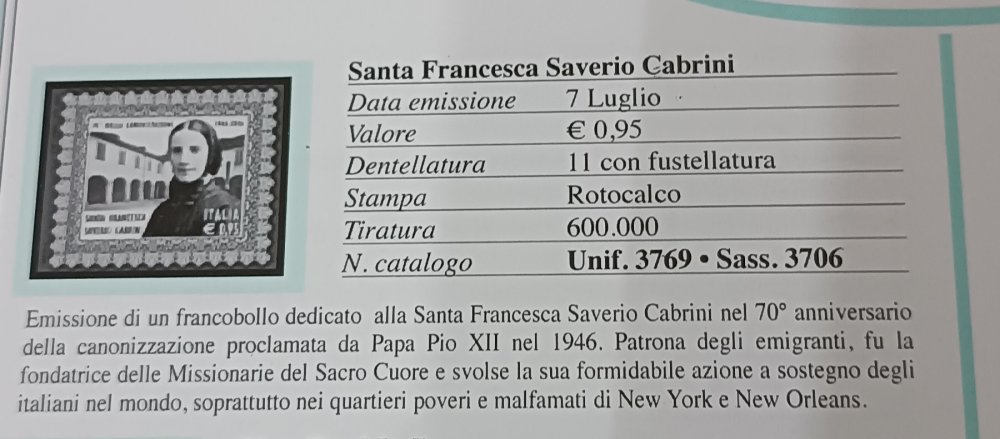 Santa Francesca Saverio Cabrini
Data emissione 7 Luglio
Valore € 0,95
Dentellatura 11 con fustellatura
Stampa Rotocalco
Tiratura 600.000
N. catalogo Unif. 3769 • Sass. 3706
ITALIA
€ 0,95
Emissione di un francobollo dedicato alla Santa Francesca Saverio Cabrini nel 70° anniversario
della canonizzazione proclamata da Papa Pio XII nel 1946. Patrona degli emigranti, fu la
fondatrice delle Missionarie del Sacro Cuore e svolse la sua formidabile azione a sostegno degli
italiani nel mondo, soprattutto nei quartieri poveri e malfamati di New York e New Orleans.